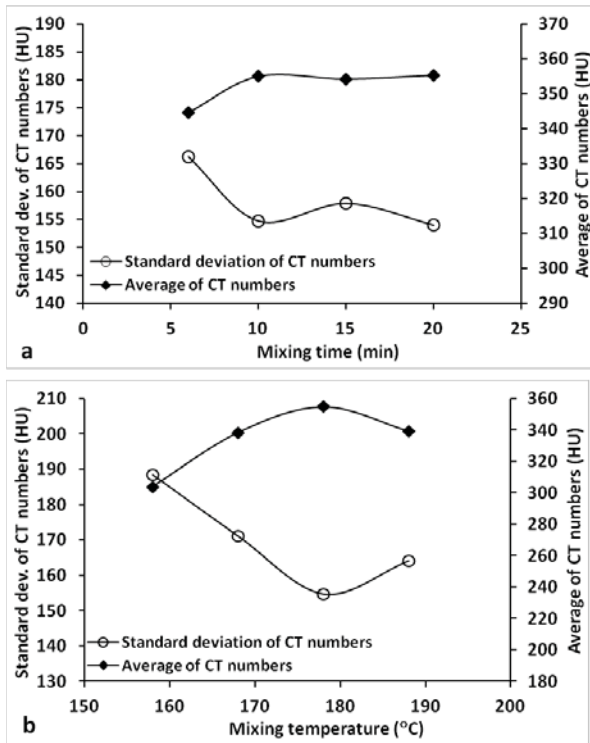 Standard dev. of CT numbers (HU)
190
185
180
175
170
165
160
155
150
145
140
370
360
350
340
330
320
310
300
290
Average of CT numbers (HU)
Standard deviation of CT numbers
Average of CT numbers
0 5 10 15 20 25
Mixing time (min)
a
Standard dev. of CT numbers (HU)
210
200
190
180
170
160
150
140
130
360
340
320
300
280
260
240
220
200
180
Average of CT numbers (HU)
Standard deviation of CT numbers
Average of CT numbers
150 160 170 180 190 200
Mixing temperature (°C)
b